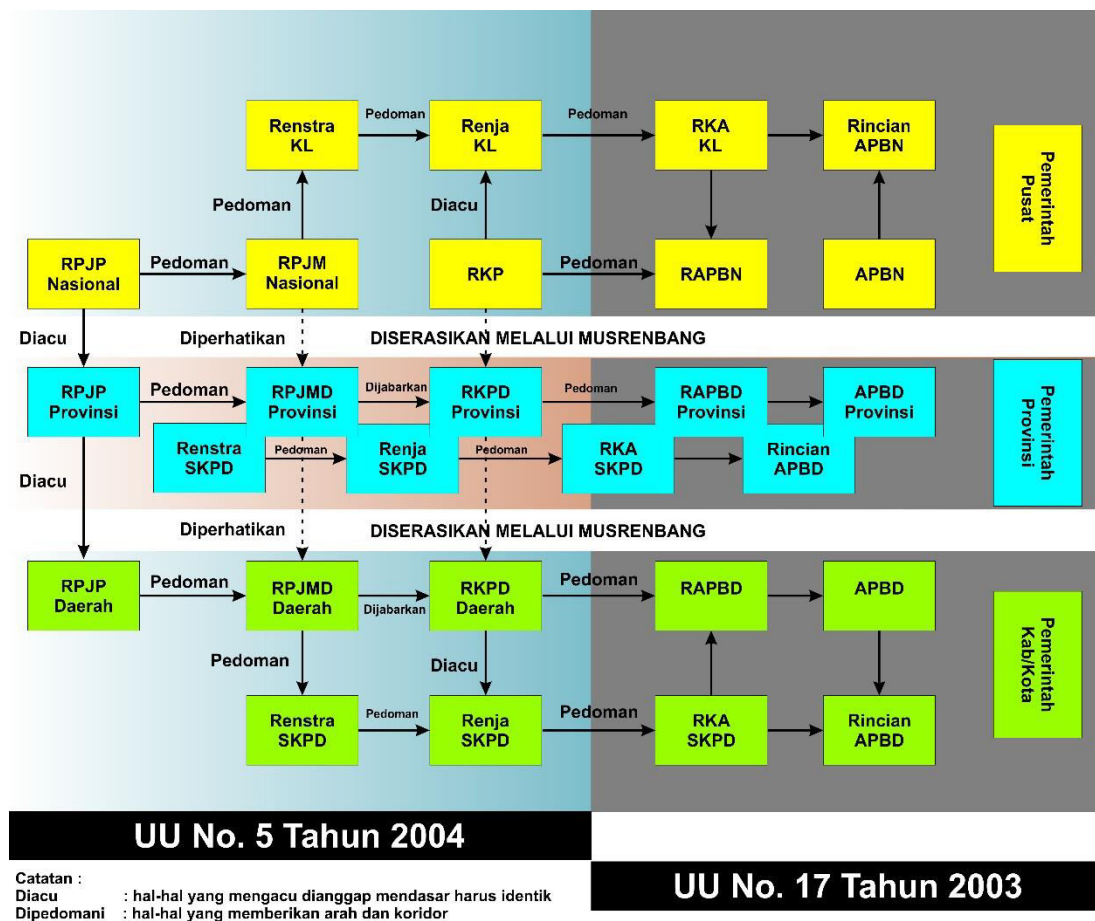 Pedoman
Pedoman
Renstra
KL
Renja
KL
RKA
KL
Rincian
APBN
Pemerintah
Pusat
Pedoman
Diacu
RPJP
Nasional
Pedoman
RPJM
Nasional
RKP
Pedoman
RAPBN
APBN
Diacu
Diperhatikan
DISERASIKAN MELALUI MUSRENBANG
RPJP
Provinsi
Pedoman
RPJMD
Provinsi
Dijabarkan
RKPD
Provinsi
Pedoman
RAPBD
Provinsi
APBD
Provinsi
Pemerintah
Provinsi
Renstra
SKPD
Pedoman
Renja
SKPD
Pedoman
RKA
SKPD
Rincian
APBD
Diacu
Diperhatikan
DISERASIKAN MELALUI MUSRENBANG
RPJP
Daerah
Pedoman
RPJMD
Daerah
Dijabarkan
RKPD
Daerah
Pedoman
RAPBD
APBD
Pemerintah
Kab/Kota
Pedoman
Diacu
Renstra
SKPD
Pedoman
Renja
SKPD
Pedoman
RKA
SKPD
Rincian
APBD
UU No. 5 Tahun 2004
UU No. 17 Tahun 2003
Catatan :
Diacu : hal-hal yang mengacu dianggap mendasar harus identik
Dipedomani : hal-hal yang memberikan arah dan koridor